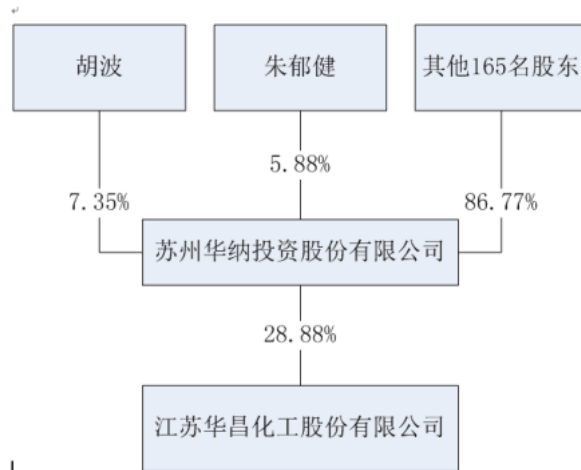 胡波
朱郁健
其他165名股东
5.88%
7.35%
86.77%
苏州华纳投资股份有限公司
28.88%
江苏华昌化工股份有限公司